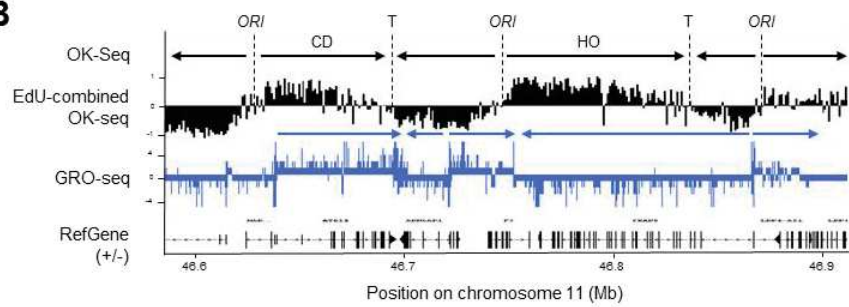 B
ORI T ORI T ORI
OK-Seq CD HO
EdU-combined
OK-seq
1
0
-1
GRO-seq
4
0
-4
RefGene
(+/-)
46.6 46.7 46.8 46.9
Position on chromosome 11 (Mb)